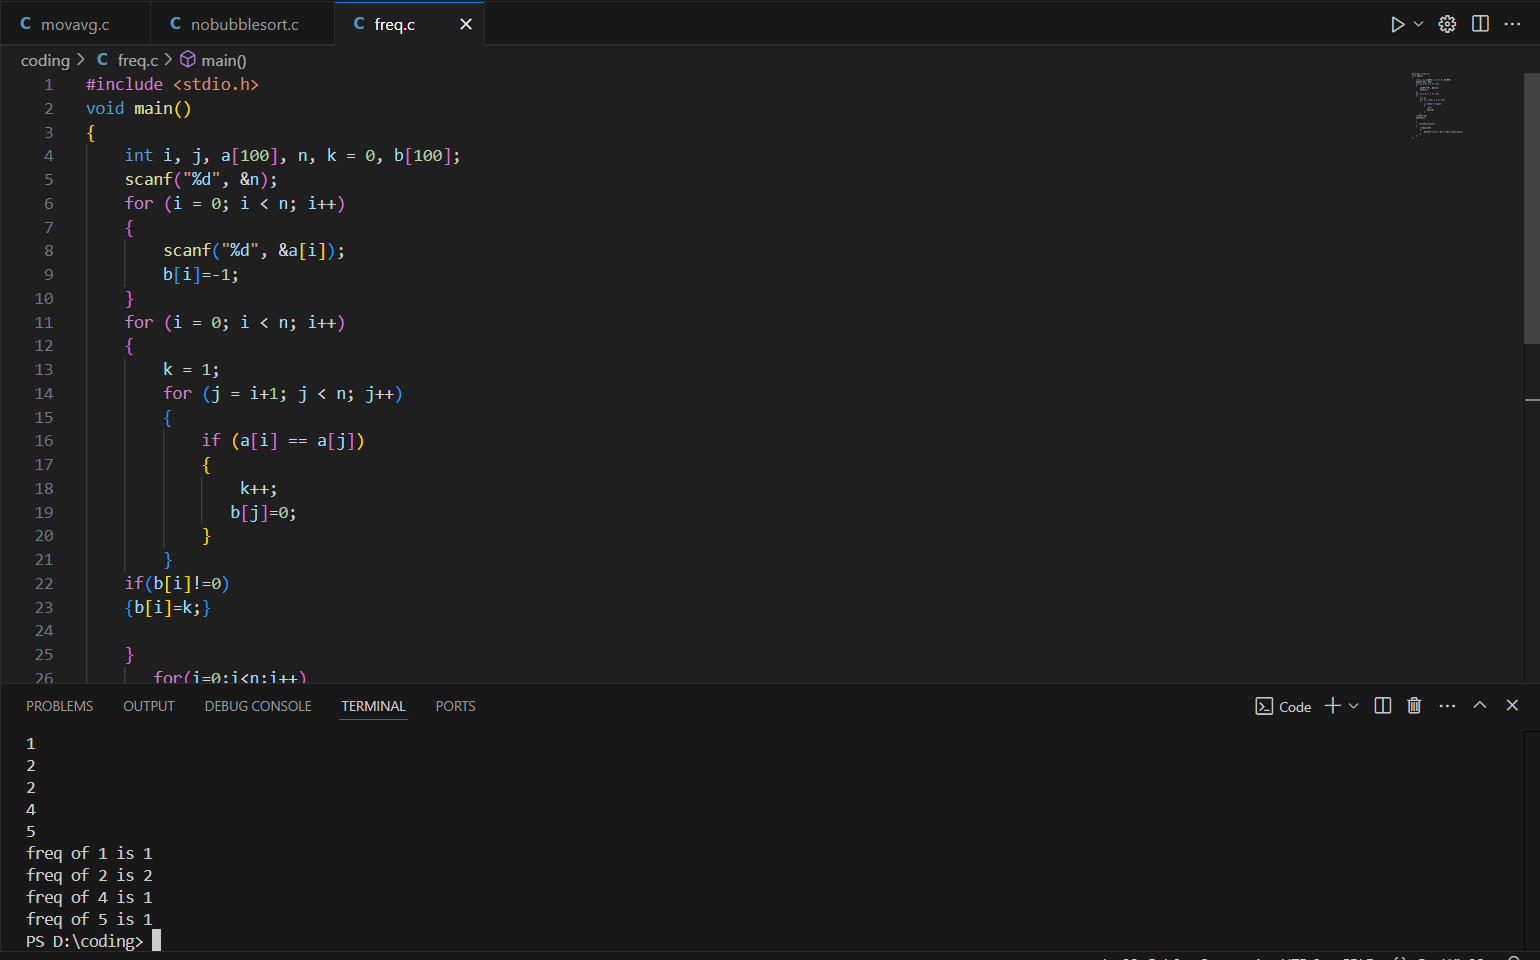 C movavg.c C nobubblesort.c C freq.c ×
coding > C freq.c > main()
1 #include <stdio.h>
2 void main()
3 {
4 int i, j, a[100], n, k = 0, b[100];
5 scanf("%d", &n);
6 for (i = 0; i < n; i++)
7 {
8 scanf("%d", &a[i]);
9 b[i]=-1;
10 }
11 for (i = 0; i < n; i++)
12 {
13 k = 1;
14 for (j = i+1; j < n; j++)
15 {
16 if (a[i] == a[j])
17 {
18 k++;
19 b[j]=0;
20 }
21 }
22 if(b[i]!=0)
23 {b[i]=k;}
24
25 }
26 for(i=0;i<n;i++)
PROBLEMS OUTPUT DEBUG CONSOLE TERMINAL PORTS Code
1
2
2
4
5
freq of 1 is 1
freq of 2 is 2
freq of 4 is 1
freq of 5 is 1
PS D:\coding>